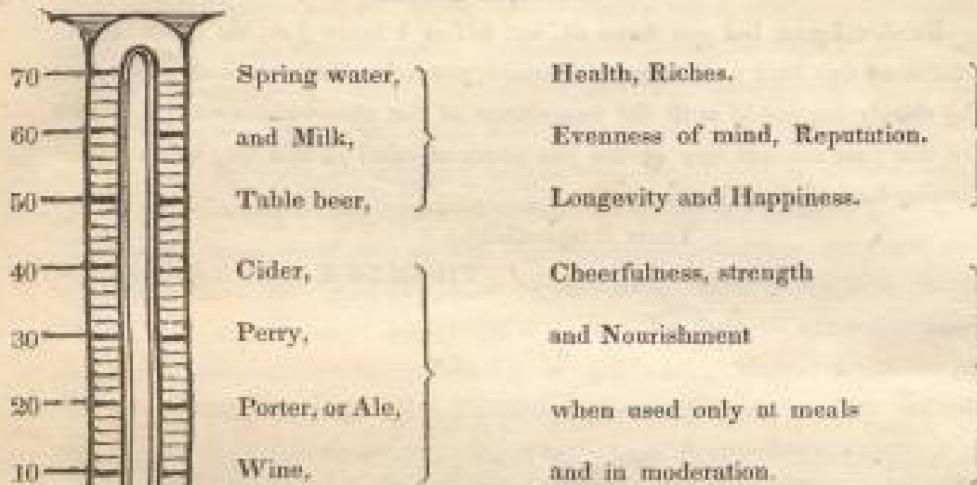 70 Spring water, Health, Riches.
60 and Milk, Evenness of mind, Reputation.
50 Table beer, Longevity and Happiness.
40 Cider, Cheerfulness, strength
30 Perry, and Nourishment
20 Porter, or Ale, when used only at meals
10 Wine, and in moderation.